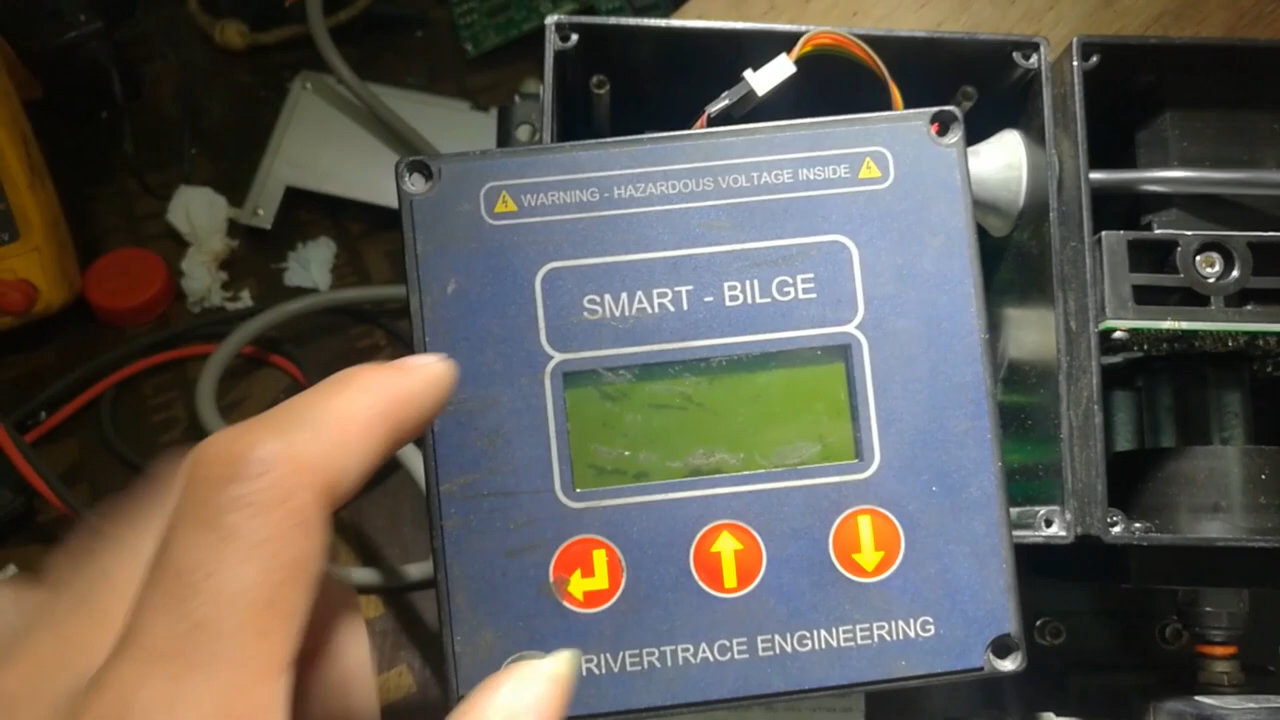 WARNING - HAZARDOUS VOLTAGE INSIDE
SMART - BILGE
RIVERTRACE ENGINEERING